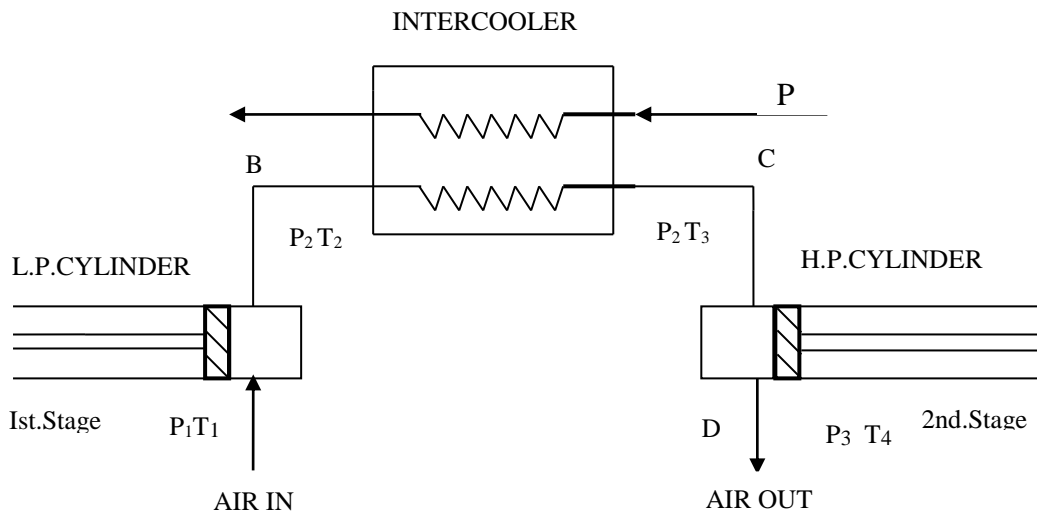 INTERCOOLER
P
B
C
P₂ T₂
P₂ T₃
L.P.CYLINDER
H.P.CYLINDER
Ist.Stage
P₁T₁
D
P₃ T₄
2nd.Stage
AIR IN
AIR OUT